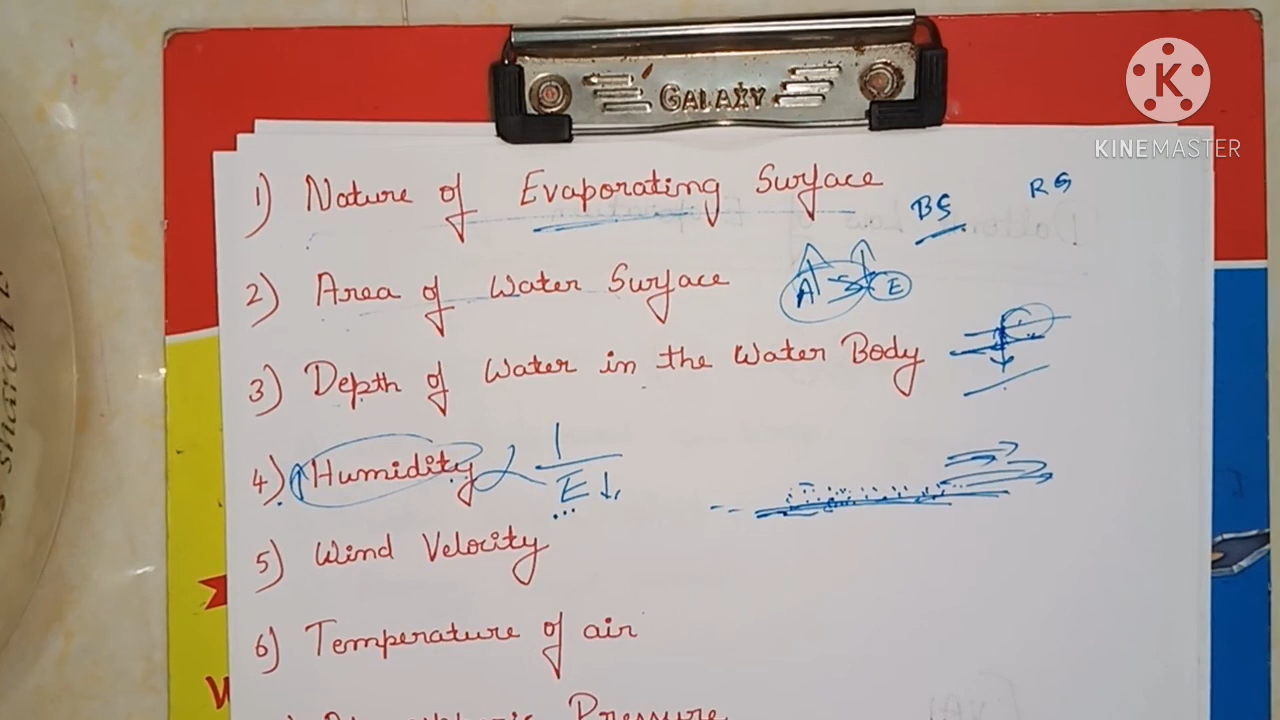 GALAXY
K
KINEMASTER
1) Nature of Evaporating Surface
BS RS
2) Area of Water Surface A E
3) Depth of Water in the Water Body
4) Humidity ∝ 1/E ↓
5) Wind Velocity
6) Temperature of air
Pressure
shared
W